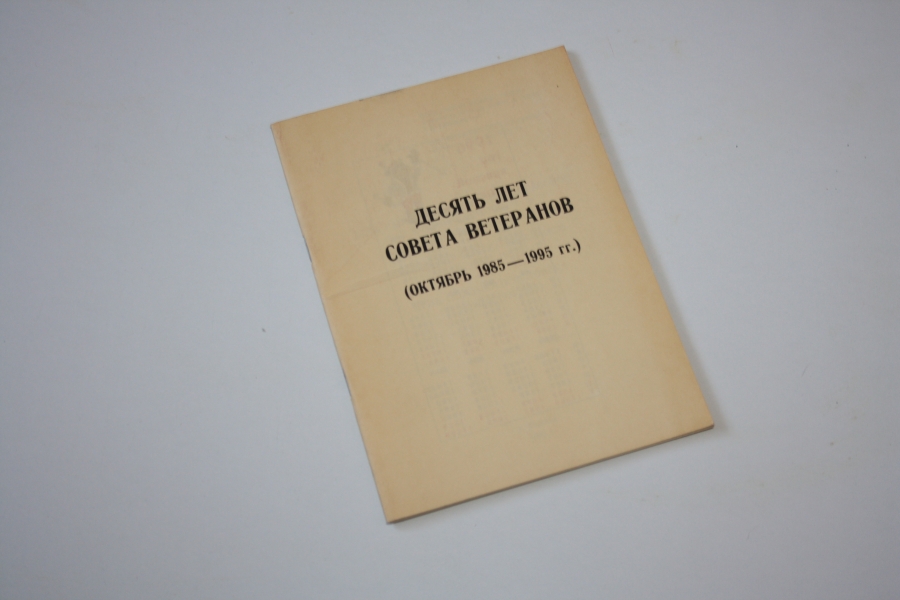 ДЕСЯТЬ ЛЕТ
СОВЕТА ВЕТЕРАНОВ
(ОКТЯБРЬ 1985—1995 гг.)